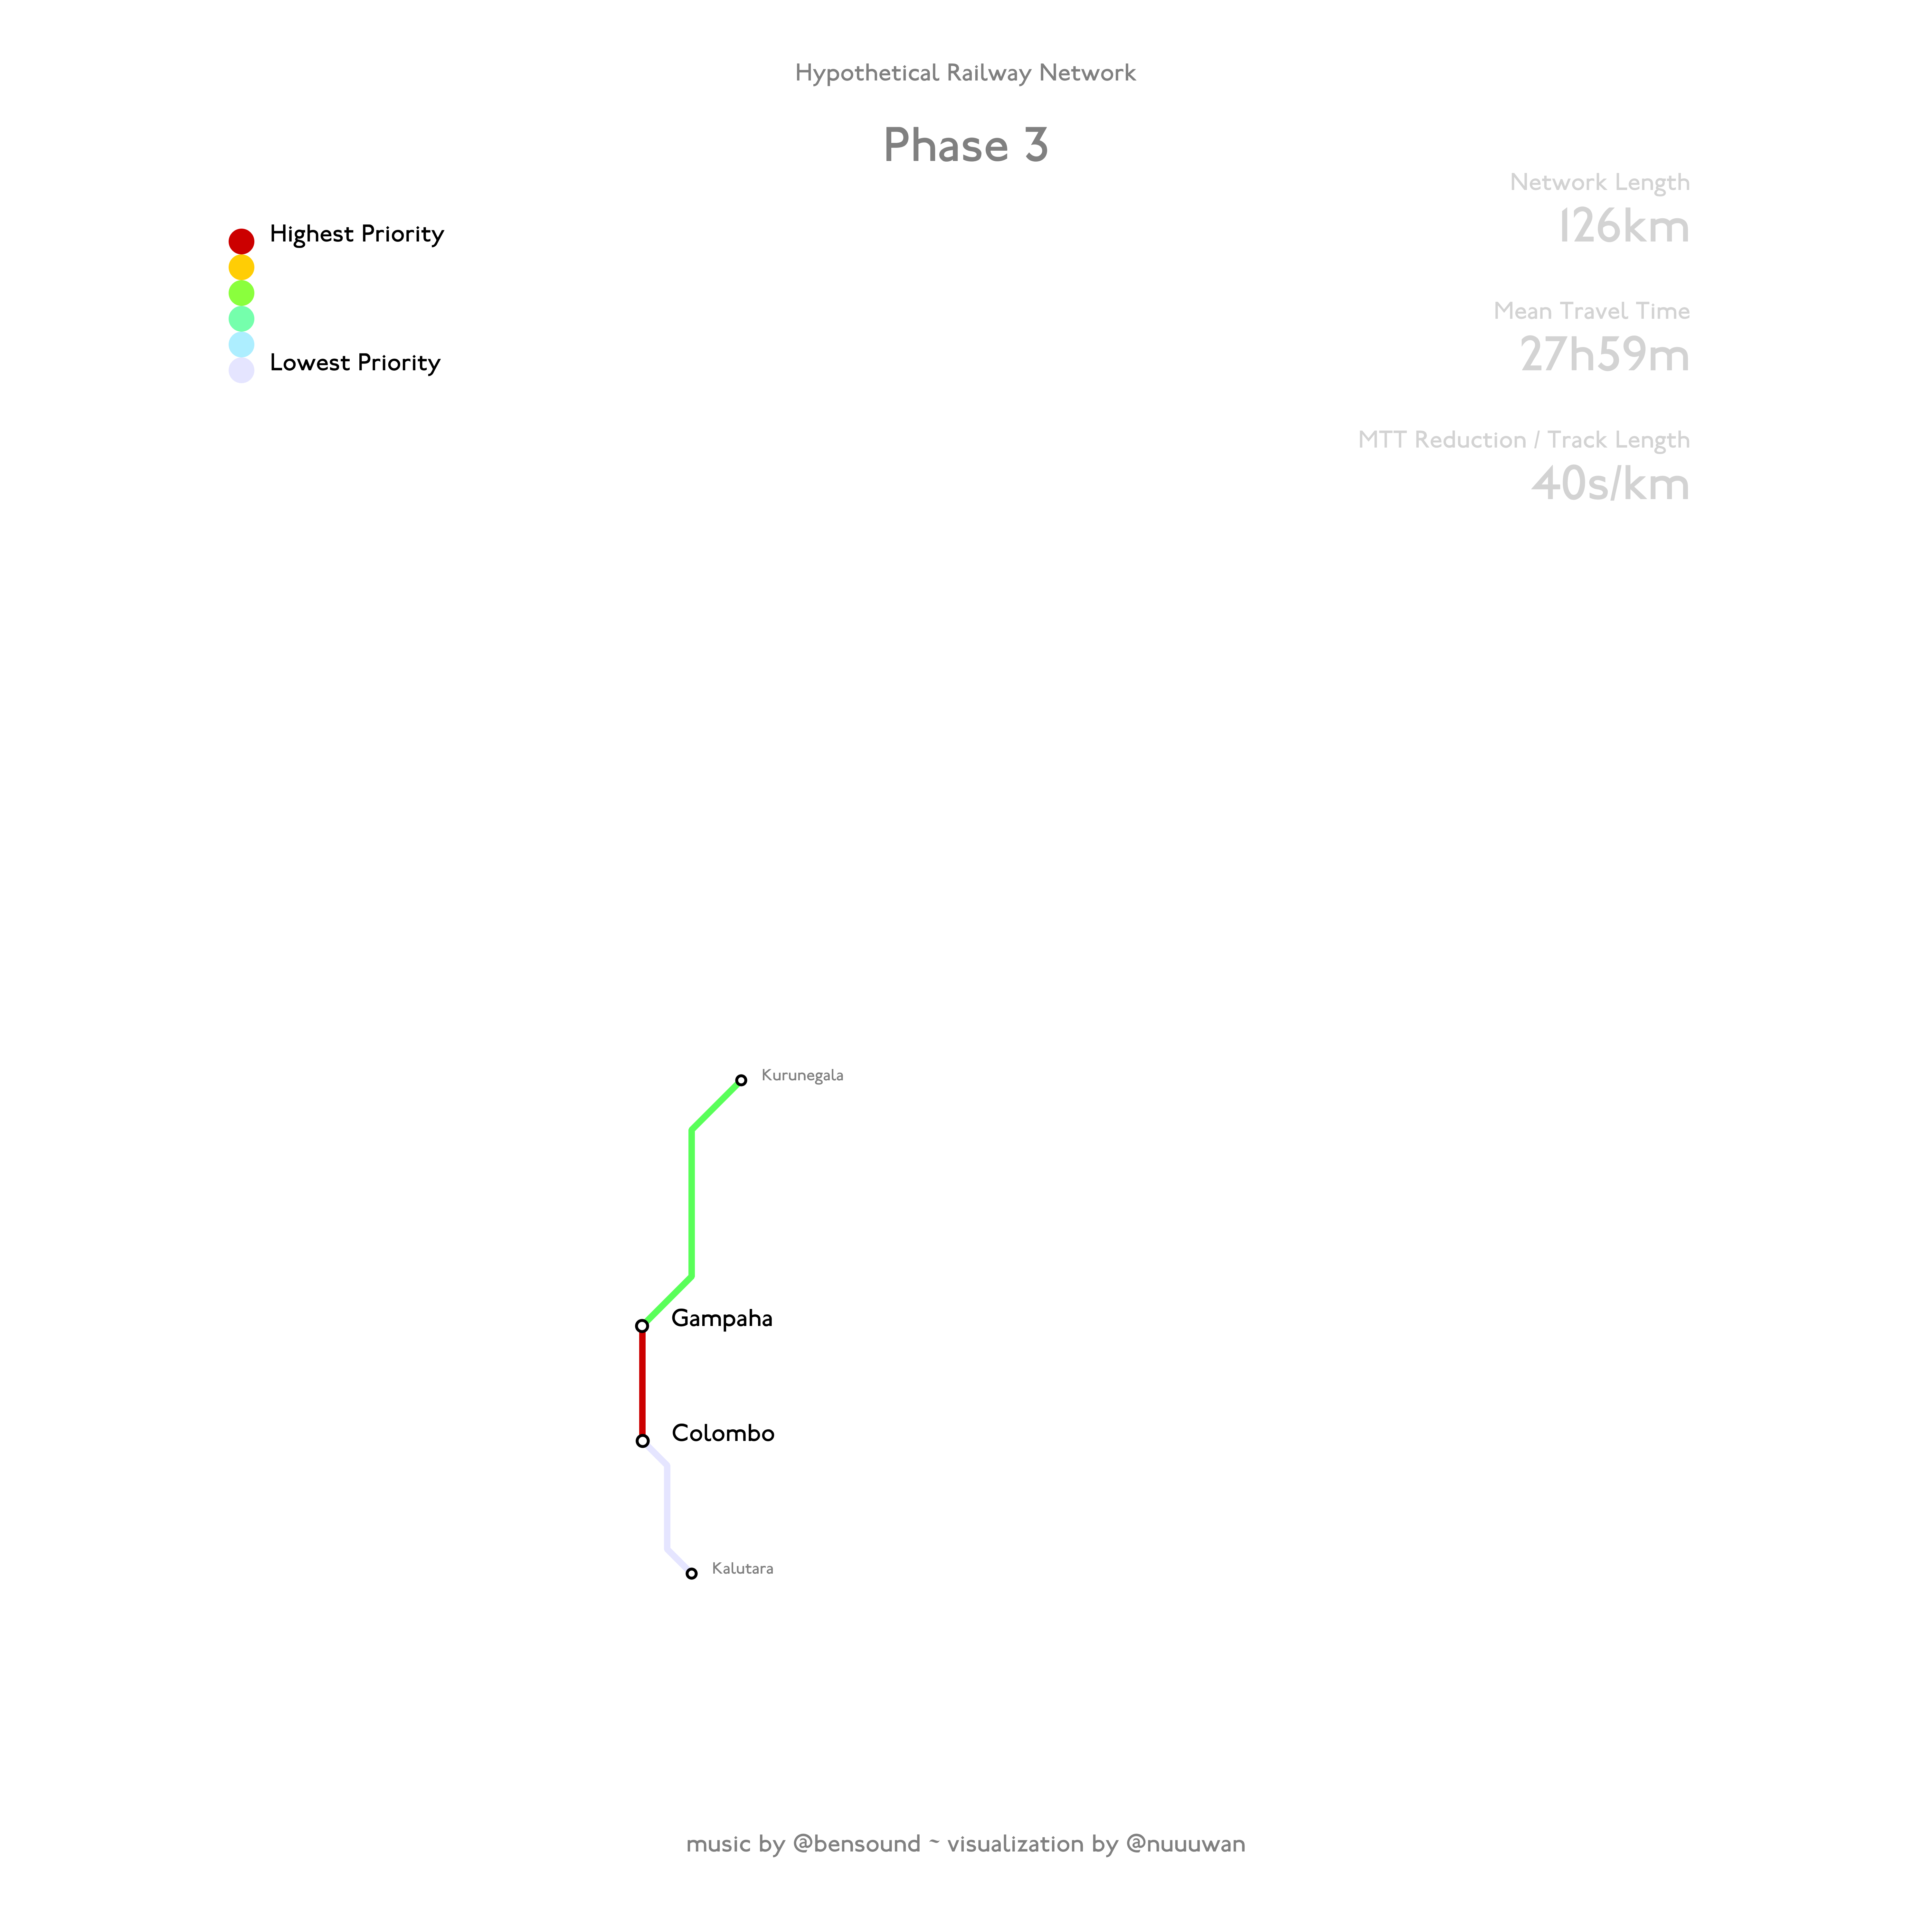 Hypothetical Railway Network
Phase 3
Network Length
126km
Highest Priority
Mean Travel Time
27h59m
Lowest Priority
MTT Reduction / Track Length
40s/km
Kurunegala
Gampaha
Colombo
Kalutara
music by @bensound ~ visualization by @nuuuwan